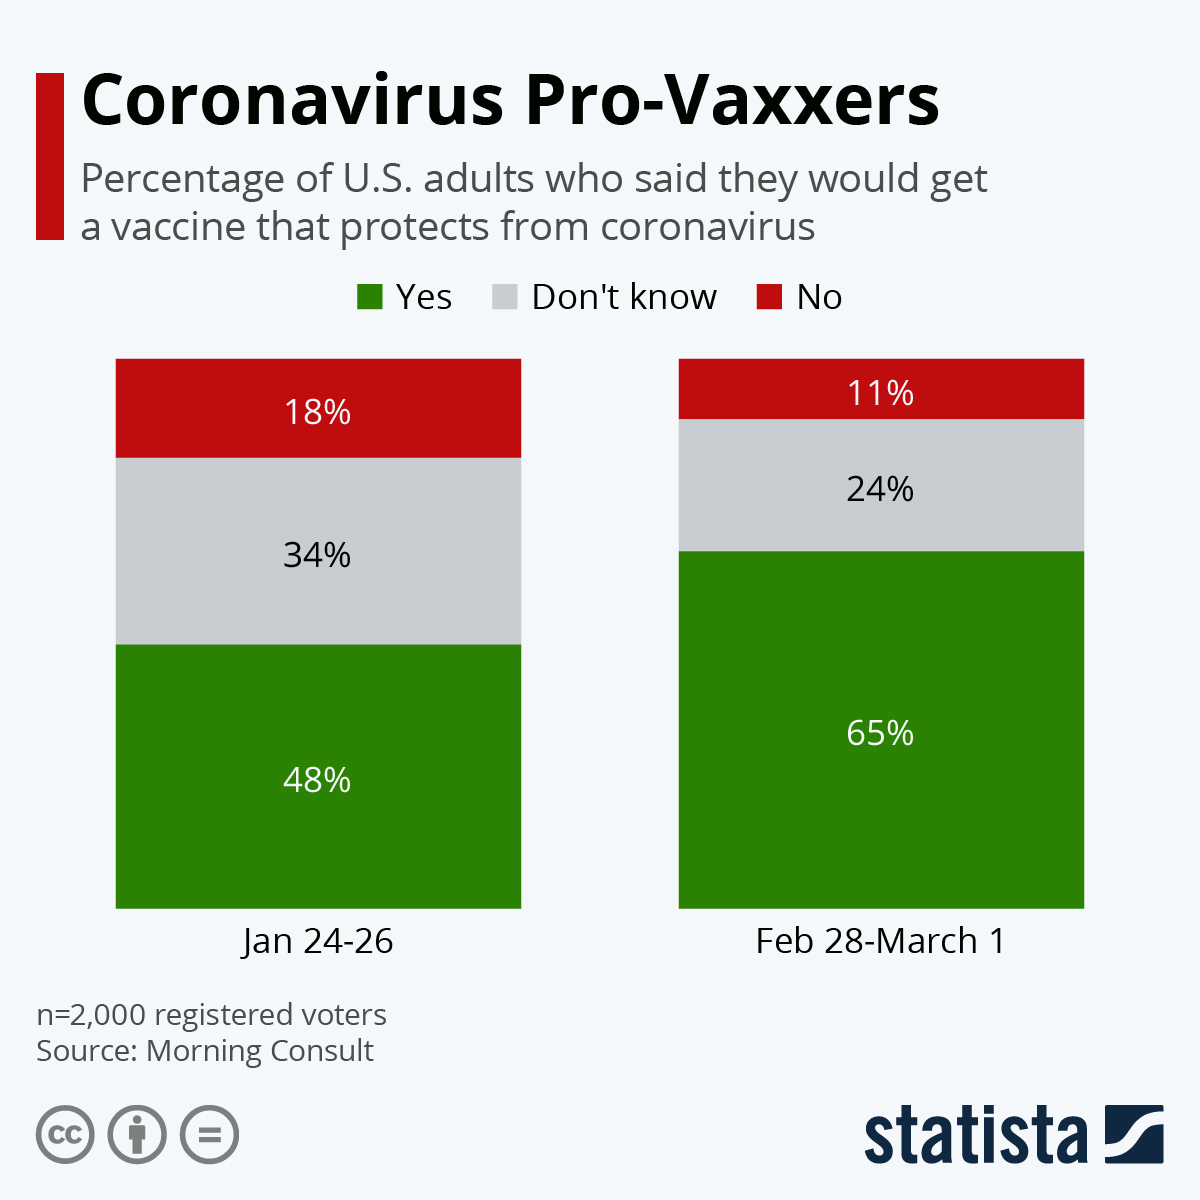 Coronavirus Pro-Vaxxers
Percentage of U.S. adults who said they would get
a vaccine that protects from coronavirus
Yes Don't know No
18%
34%
48%
11%
24%
65%
Jan 24-26
Feb 28-March 1
n=2,000 registered voters
Source: Morning Consult
cc
statista